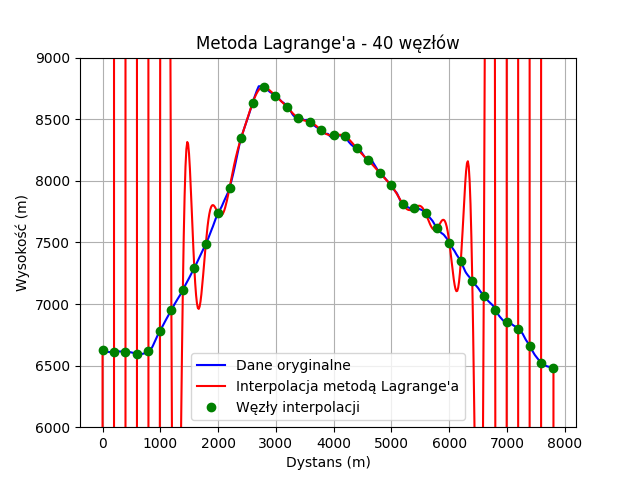 Metoda Lagrange'a - 40 węzłów
9000
8500
8000
7500
7000
6500
6000
Wysokość (m)
Dane oryginalne
Interpolacja metodą Lagrange'a
Węzły interpolacji
0 1000 2000 3000 4000 5000 6000 7000 8000
Dystans (m)